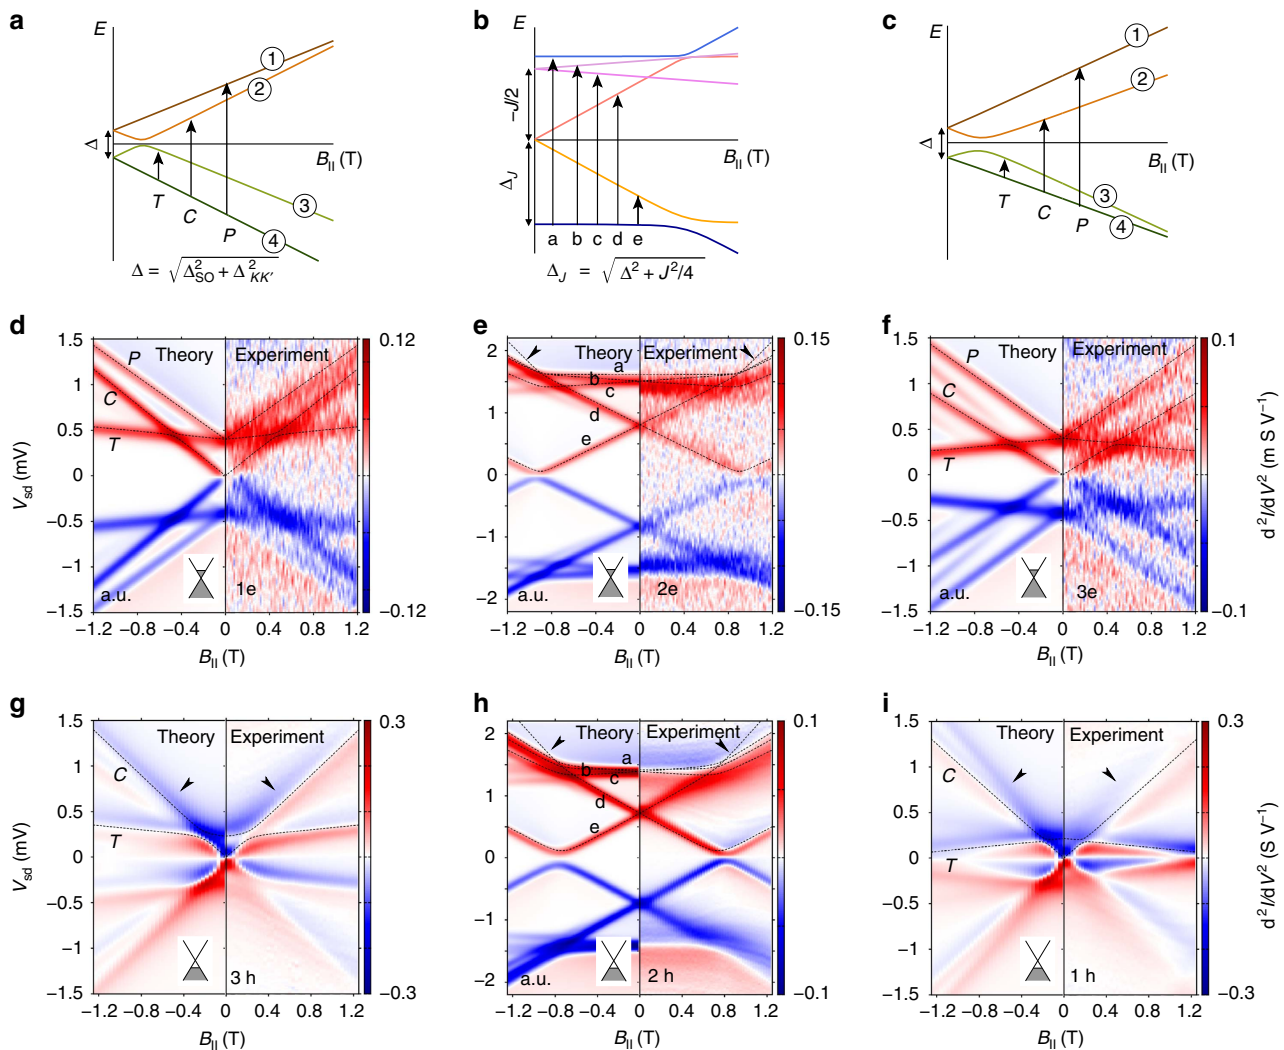 a
E
Δ
B|| (T)
1
2
3
4
T
C
P
Δ = √Δ²SO + Δ²KK′
b
E
−J/2
ΔJ
B|| (T)
a b c d e
ΔJ = √Δ² + J²/4
c
E
Δ
B|| (T)
1
2
3
4
T
C
P
d
Theory Experiment
P
C
T
a.u.
1e
1.5
1
0.5
0
−0.5
−1
−1.5
Vsd (mV)
−1.2 −0.8 −0.4 0 0.4 0.8 1.2
B|| (T)
0.12
−0.12
e
Theory Experiment
a
b
c
d
e
a.u.
2e
2
1
0
−1
−2
−1.2 −0.8 −0.4 0 0.4 0.8 1.2
B|| (T)
0.15
−0.15
f
Theory Experiment
P
C
T
a.u.
3e
1.5
1
0.5
0
−0.5
−1
−1.5
−1.2 −0.8 −0.4 0 0.4 0.8 1.2
B|| (T)
0.1
−0.1
d²I/dV² (m S V⁻¹)
g
Theory Experiment
C
T
3 h
1.5
1
0.5
0
−0.5
−1
−1.5
Vsd (mV)
−1.2 −0.8 −0.4 0 0.4 0.8 1.2
B|| (T)
0.3
−0.3
h
Theory Experiment
a
b
c
d
e
a.u.
2 h
2
1
0
−1
−2
−1.2 −0.8 −0.4 0 0.4 0.8 1.2
B|| (T)
0.1
−0.1
i
Theory Experiment
C
T
1 h
1.5
1
0.5
0
−0.5
−1
−1.5
−1.2 −0.8 −0.4 0 0.4 0.8 1.2
B|| (T)
0.3
−0.3
d²I/dV² (S V⁻¹)